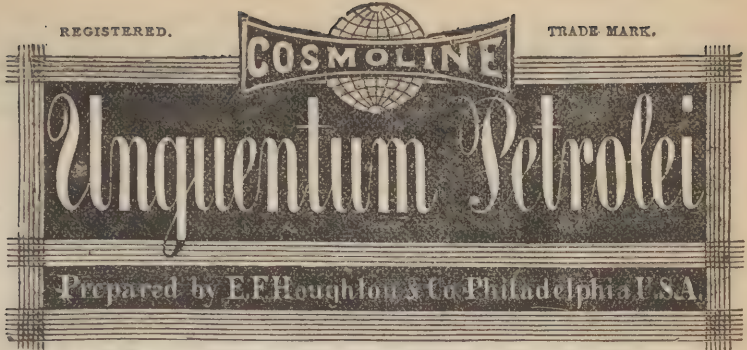 REGISTERED. TRADE MARK.
COSMOLINE
Unguentum Petrolei
Prepared by E.F. Houghton & Co Philadelphia U.S.A.